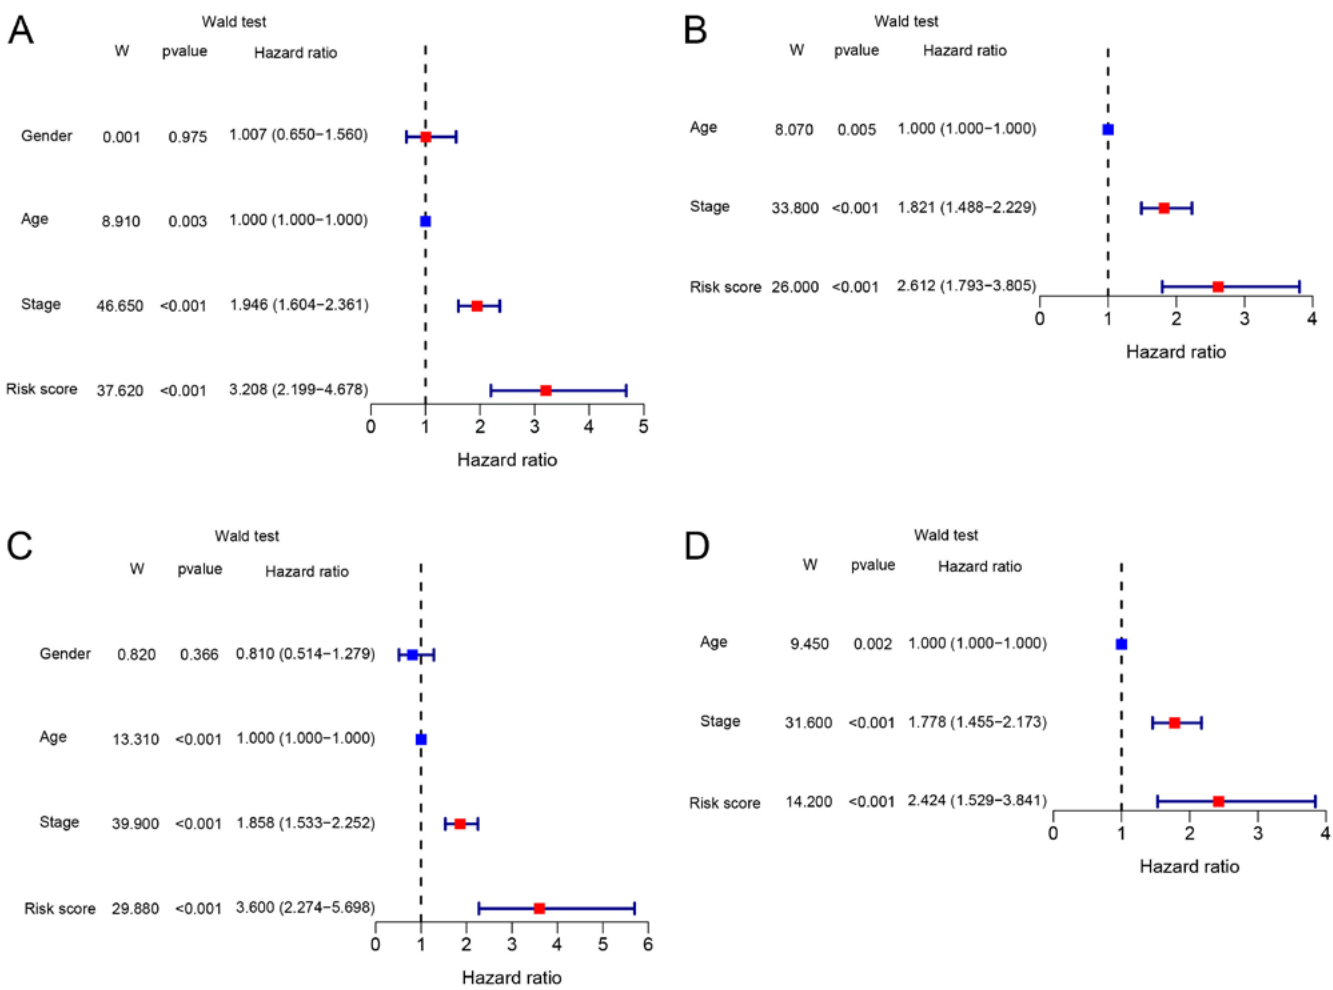 A
Wald test
W pvalue Hazard ratio
Gender 0.001 0.975 1.007 (0.650−1.560)
Age 8.910 0.003 1.000 (1.000−1.000)
Stage 46.650 <0.001 1.946 (1.604−2.361)
Risk score 37.620 <0.001 3.208 (2.199−4.678)
0 1 2 3 4 5
Hazard ratio
B
Wald test
W pvalue Hazard ratio
Age 8.070 0.005 1.000 (1.000−1.000)
Stage 33.800 <0.001 1.821 (1.488−2.229)
Risk score 26.000 <0.001 2.612 (1.793−3.805)
0 1 2 3 4
Hazard ratio
C
Wald test
W pvalue Hazard ratio
Gender 0.820 0.366 0.810 (0.514−1.279)
Age 13.310 <0.001 1.000 (1.000−1.000)
Stage 39.900 <0.001 1.858 (1.533−2.252)
Risk score 29.880 <0.001 3.600 (2.274−5.698)
0 1 2 3 4 5 6
Hazard ratio
D
Wald test
W pvalue Hazard ratio
Age 9.450 0.002 1.000 (1.000−1.000)
Stage 31.600 <0.001 1.778 (1.455−2.173)
Risk score 14.200 <0.001 2.424 (1.529−3.841)
0 1 2 3 4
Hazard ratio